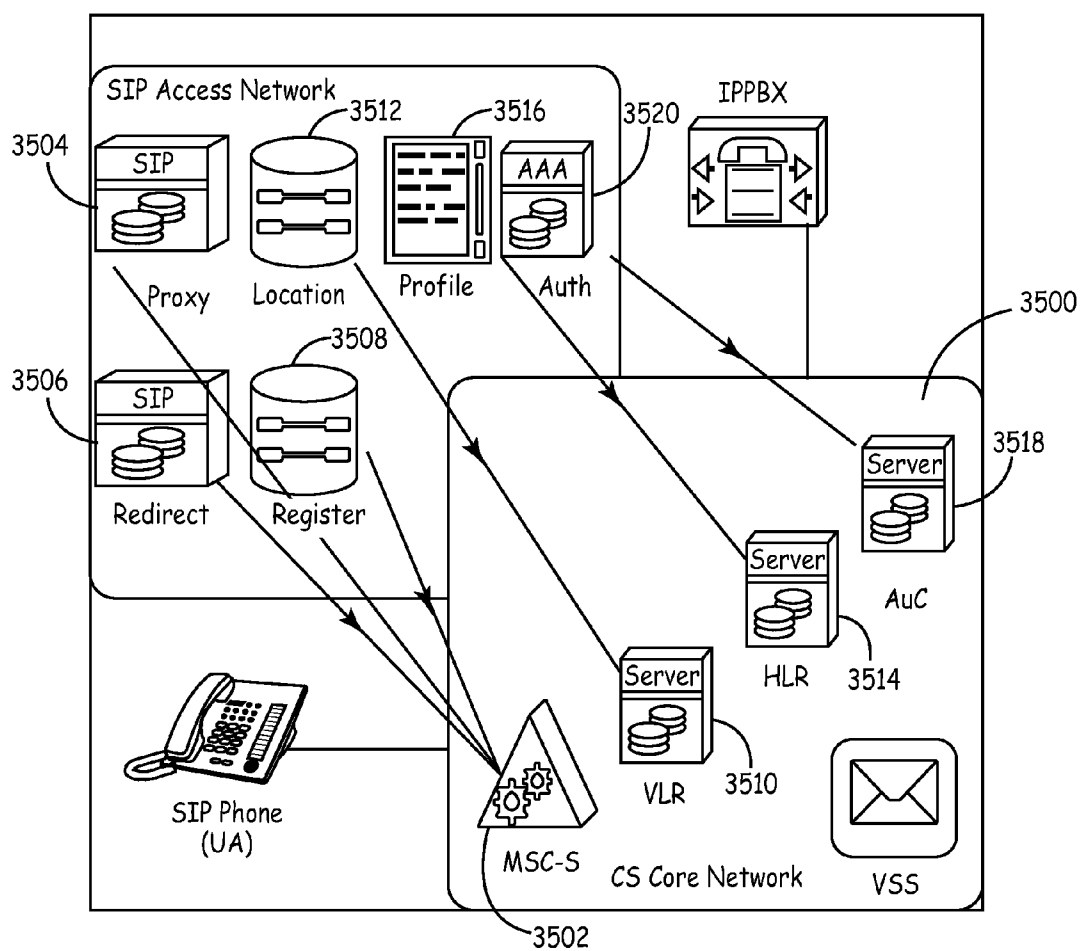 SIP Access Network
IPPBX
3512
3516
3520
3504
SIP
AAA
Proxy
Location
Profile
Auth
3500
3508
3506
SIP
3518
Server
Redirect
Register
Server
AuC
HLR
3514
Server
SIP Phone
(UA)
VLR
3510
MSC-S
CS Core Network
VSS
3502